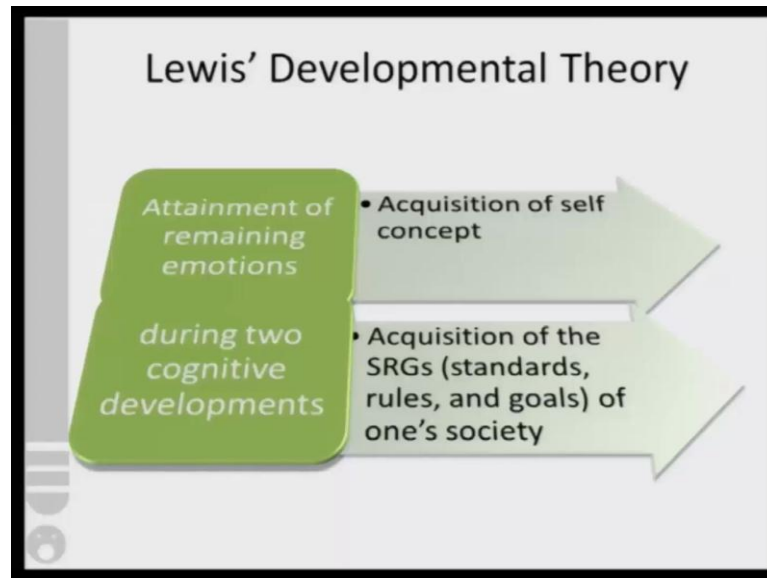 Lewis’ Developmental Theory
Attainment of
remaining
emotions
• Acquisition of self
concept
during two
cognitive
developments
• Acquisition of the
SRGs (standards,
rules, and goals) of
one’s society